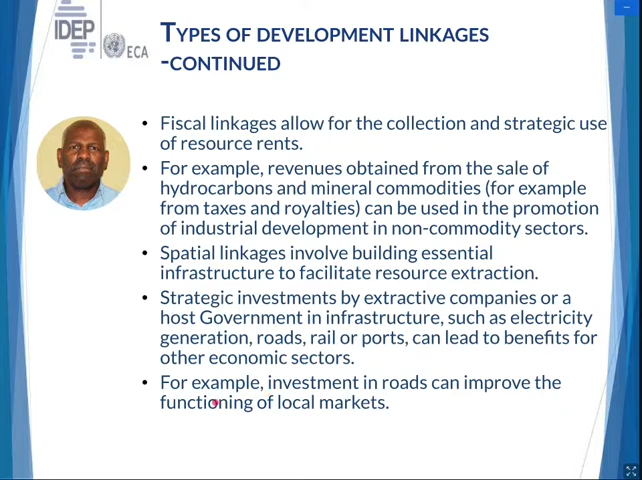 IDEP
ECA
TYPES OF DEVELOPMENT LINKAGES
-CONTINUED
• Fiscal linkages allow for the collection and strategic use
of resource rents.
• For example, revenues obtained from the sale of
hydrocarbons and mineral commodities (for example
from taxes and royalties) can be used in the promotion
of industrial development in non-commodity sectors.
• Spatial linkages involve building essential
infrastructure to facilitate resource extraction.
• Strategic investments by extractive companies or a
host Government in infrastructure, such as electricity
generation, roads, rail or ports, can lead to benefits for
other economic sectors.
• For example, investment in roads can improve the
functioning of local markets.